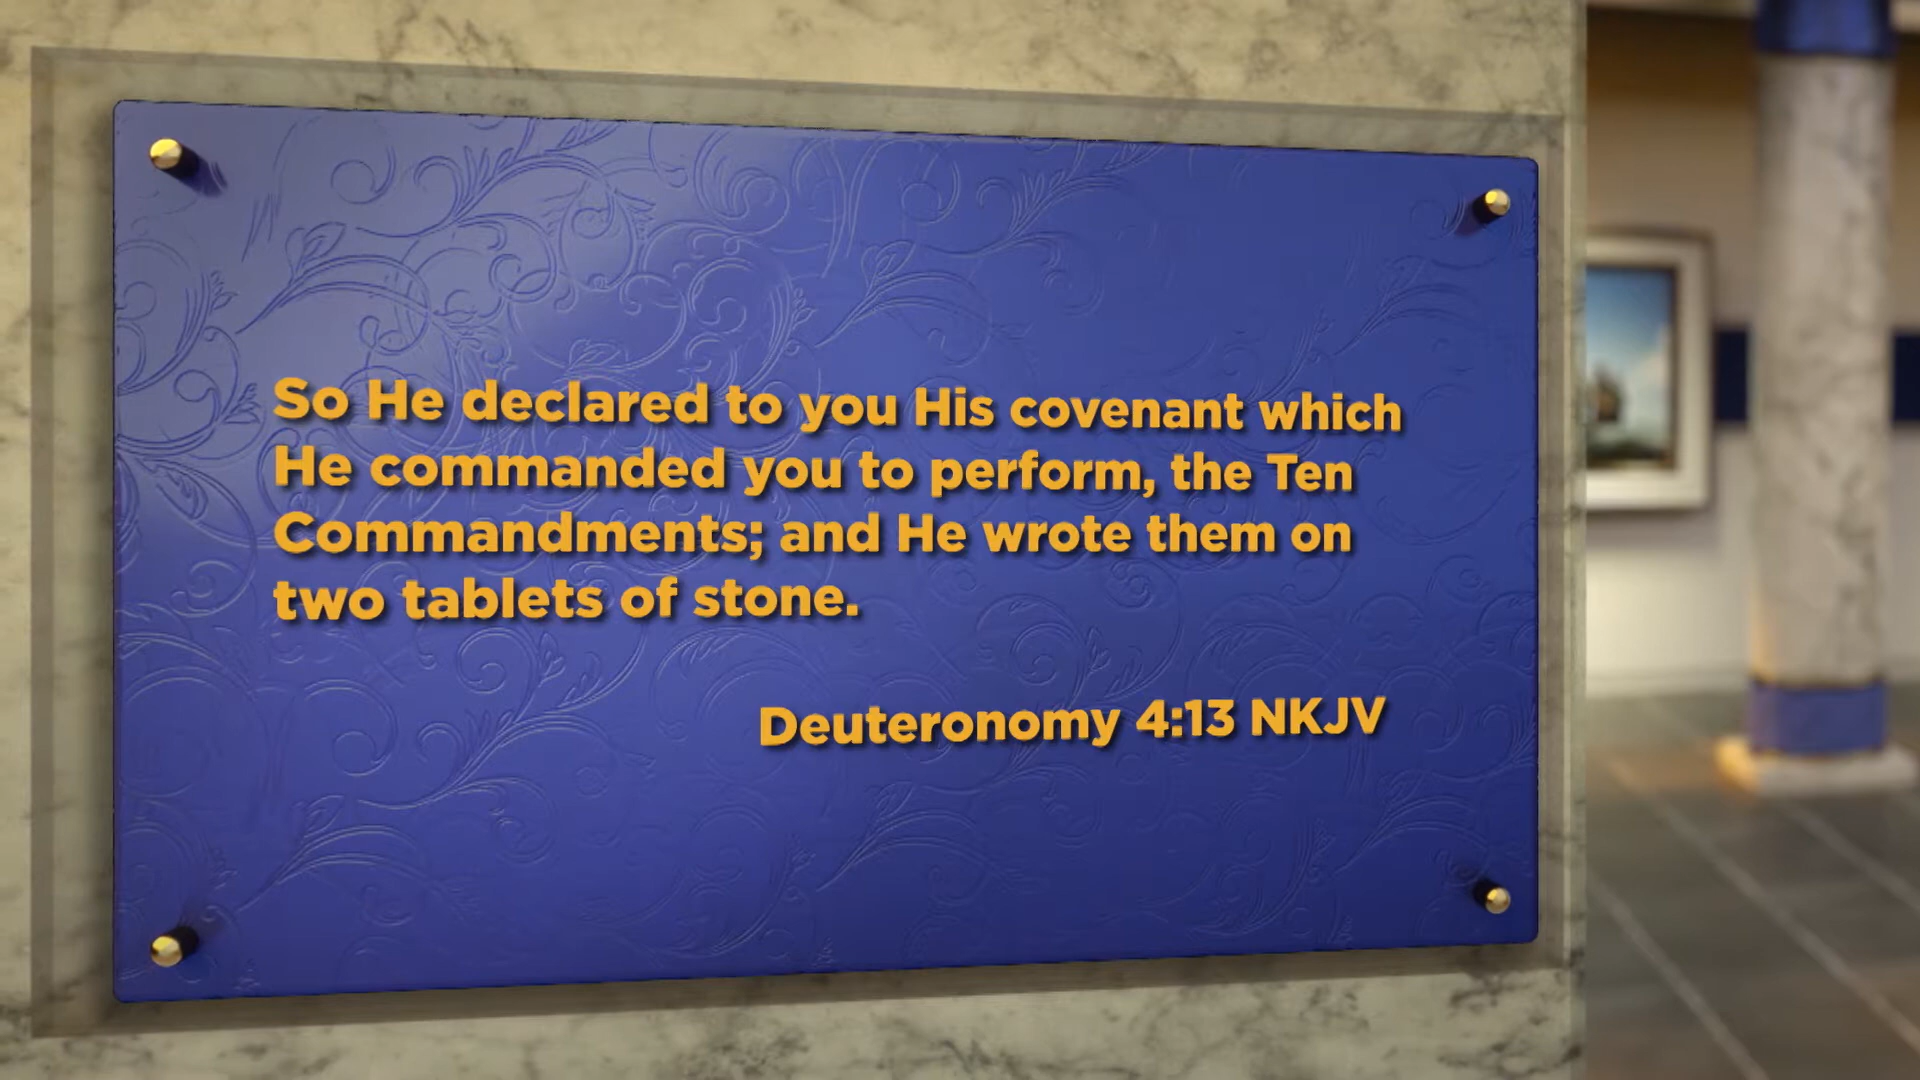 So He declared to you His covenant which
He commanded you to perform, the Ten
Commandments; and He wrote them on
two tablets of stone.
Deuteronomy 4:13 NKJV